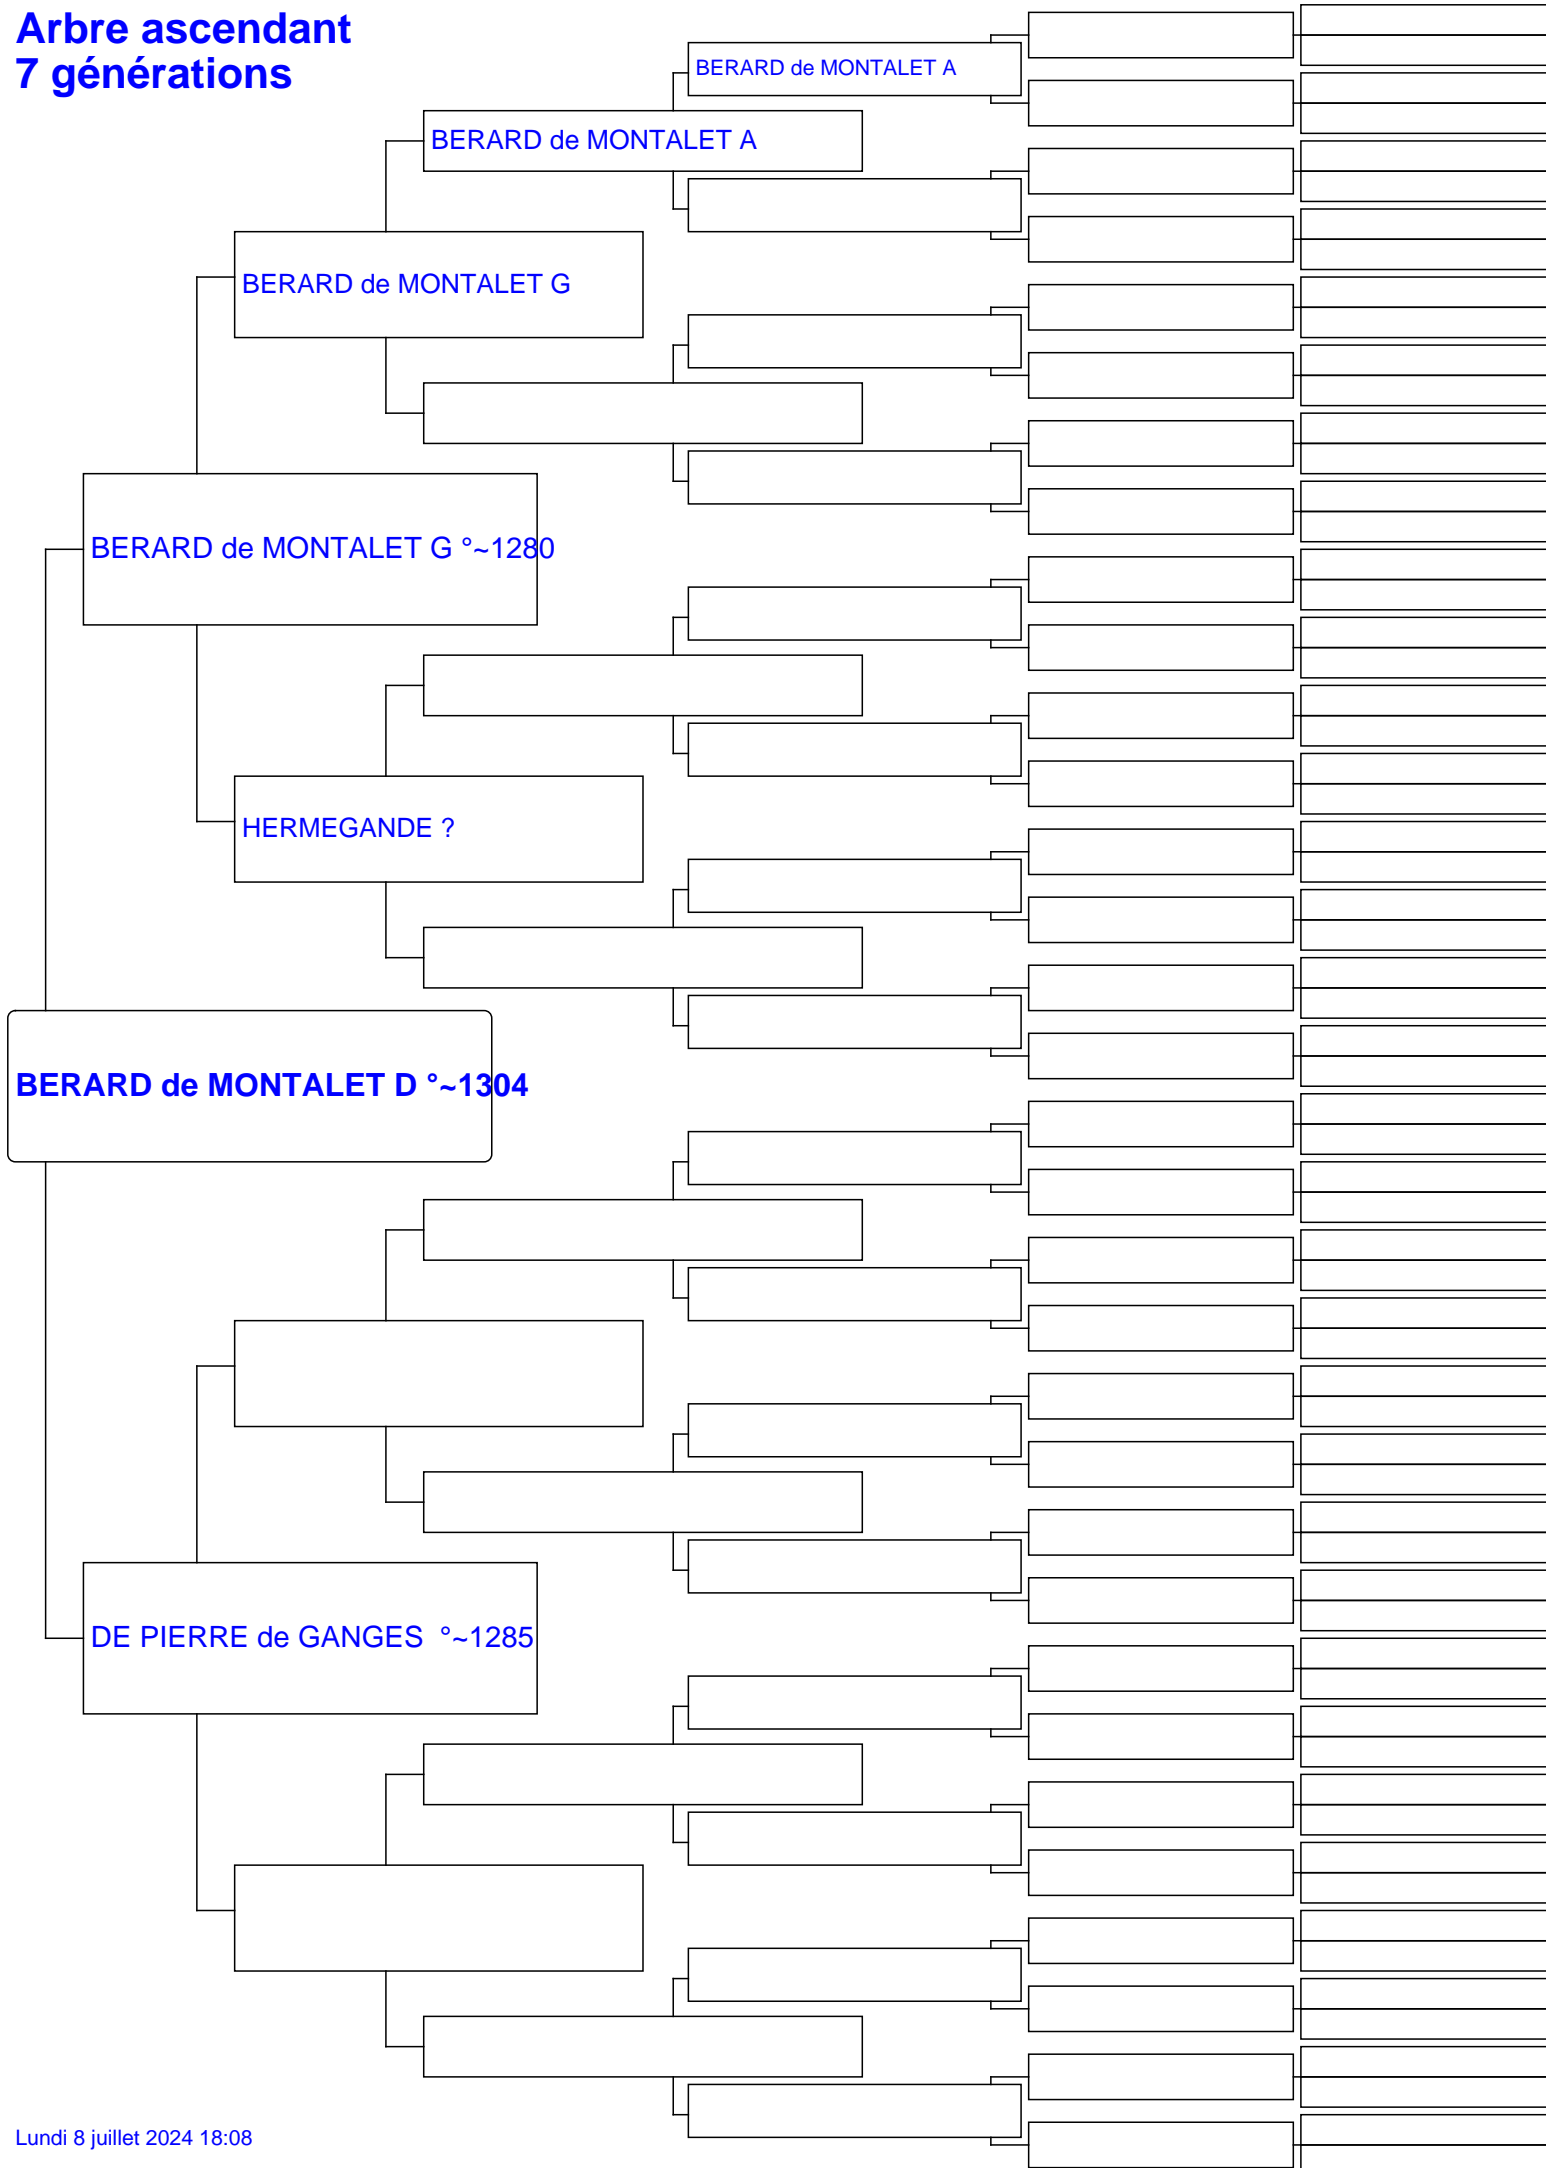 Arbre ascendant
7 générations
BERARD de MONTALET A
BERARD de MONTALET A
BERARD de MONTALET G
BERARD de MONTALET G °~1280
HERMEGANDE ?
BERARD de MONTALET D °~1304
DE PIERRE de GANGES  °~1285
Lundi 8 juillet 2024 18:08